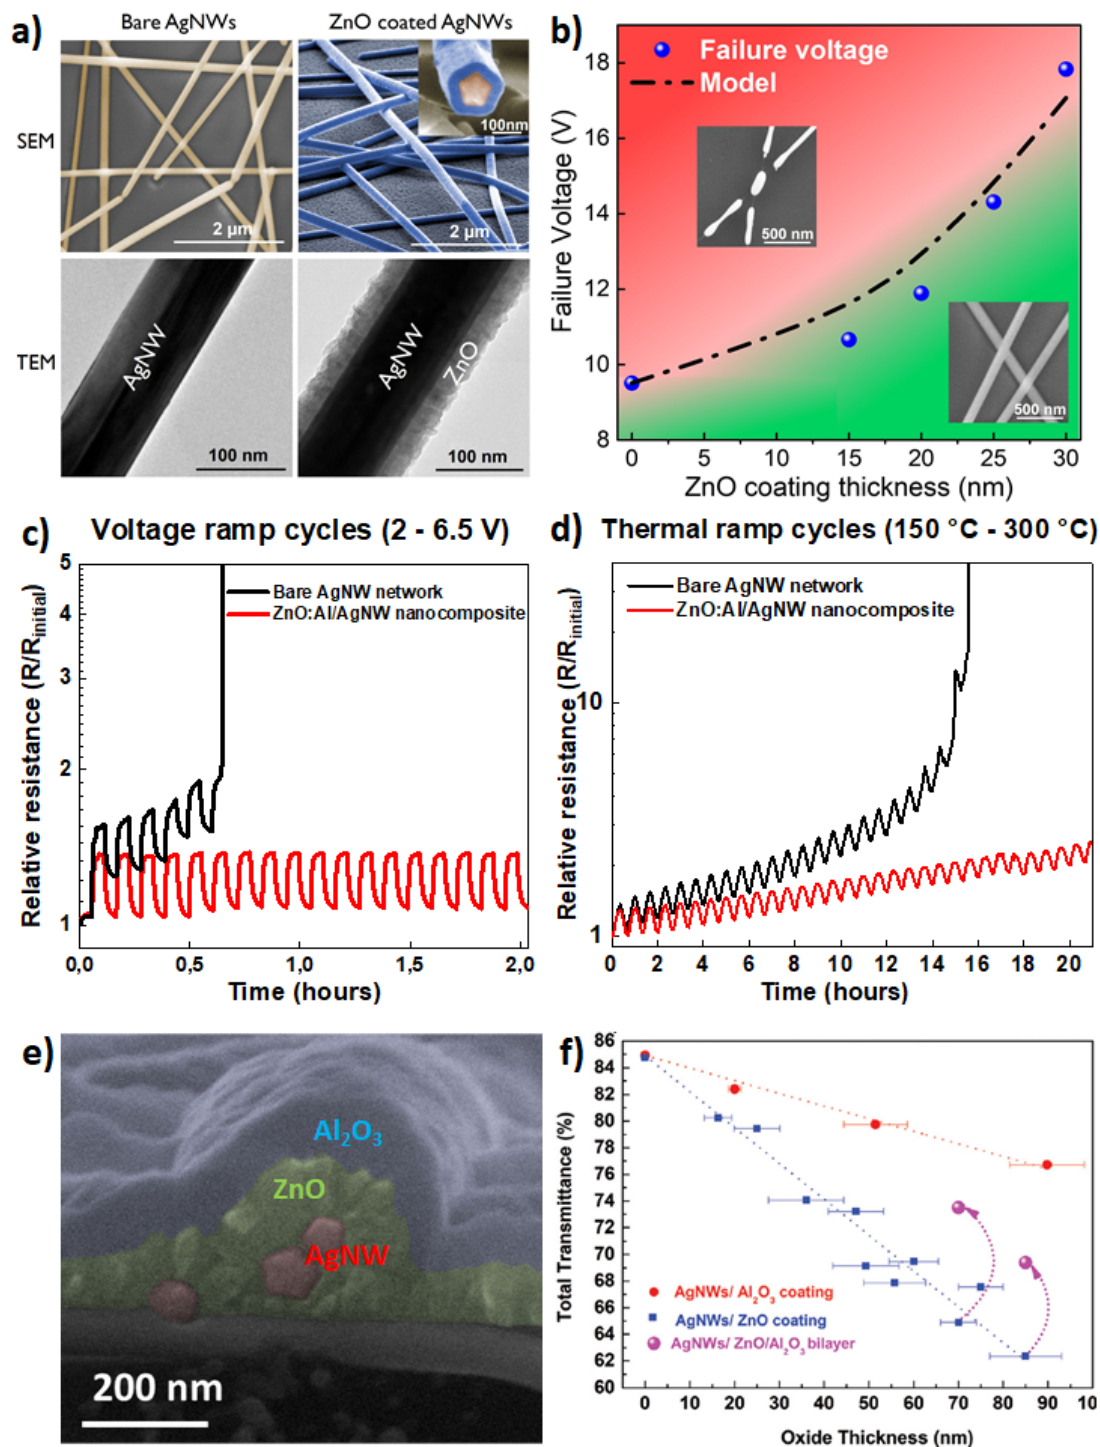 a)
Bare AgNWs
ZnO coated AgNWs
SEM
2 µm
100nm
2 µm
TEM
AgNW
100 nm
AgNW
ZnO
100 nm
b)
Failure voltage
Model
Failure Voltage (V)
18
16
14
12
10
8
500 nm
500 nm
0
5
10
15
20
25
30
ZnO coating thickness (nm)
c)
Voltage ramp cycles (2 - 6.5 V)
Bare AgNW network
ZnO:Al/AgNW nanocomposite
Relative resistance (R/Rinitial)
5
4
3
2
1
0,0
0,5
1,0
1,5
2,0
Time (hours)
d)
Thermal ramp cycles (150 °C - 300 °C)
Bare AgNW network
ZnO:Al/AgNW nanocomposite
Relative resistance (R/Rinitial)
10
1
0
2
4
6
8
10
12
14
16
18
20
Time (hours)
e)
Al2O3
ZnO
AgNW
200 nm
f)
Total Transmittance (%)
86
84
82
80
78
76
74
72
70
68
66
64
62
60
AgNWs/ Al2O3 coating
AgNWs/ ZnO coating
AgNWs/ ZnO/Al2O3 bilayer
0
10
20
30
40
50
60
70
80
90
100
Oxide Thickness (nm)